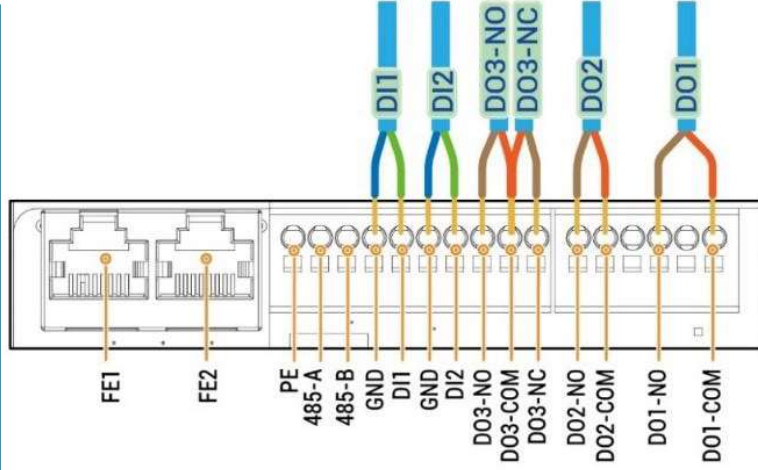 DI1
DI2
DO3-NO
DO3-NC
DO2
DO1
FE1
FE2
PE
485-A
485-B
GND
DI1
GND
DI2
DO3-NO
DO3-COM
DO3-NC
DO2-NO
DO2-COM
DO1-NO
DO1-COM